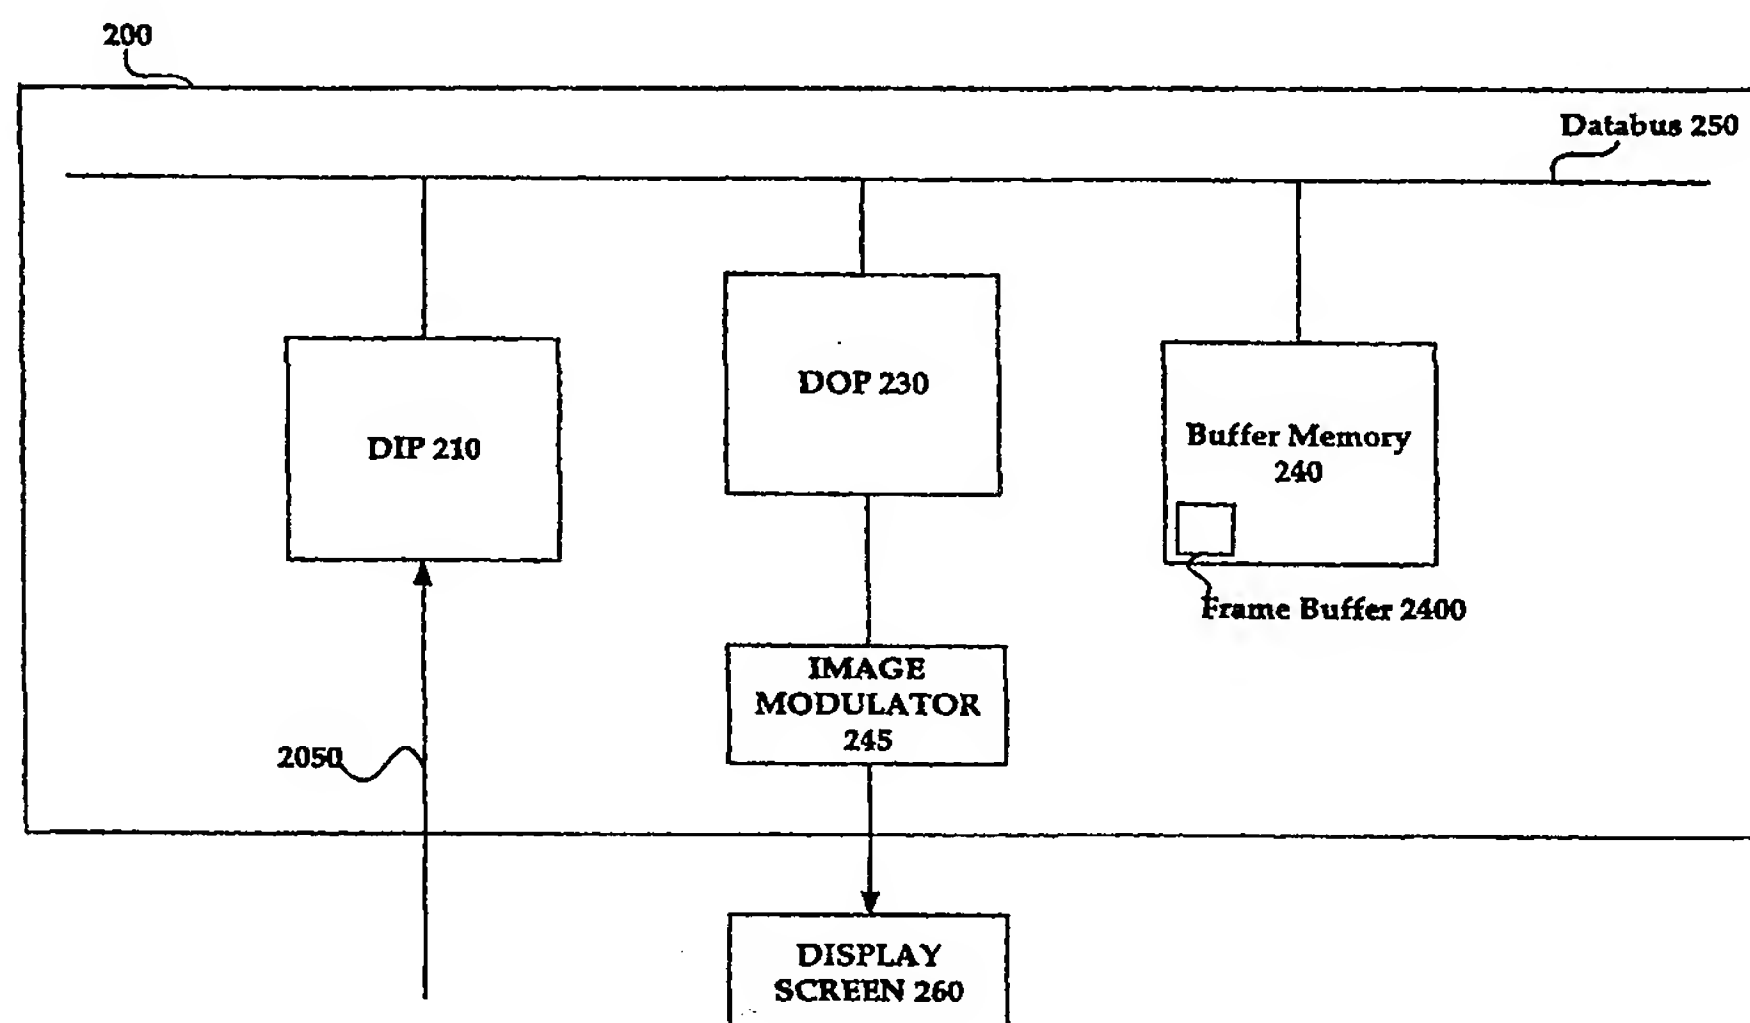 200
Databus 250
DOP 230
DIP 210
Buffer Memory
240
Frame Buffer 2400
IMAGE
MODULATOR
245
2050
DISPLAY
SCREEN 260